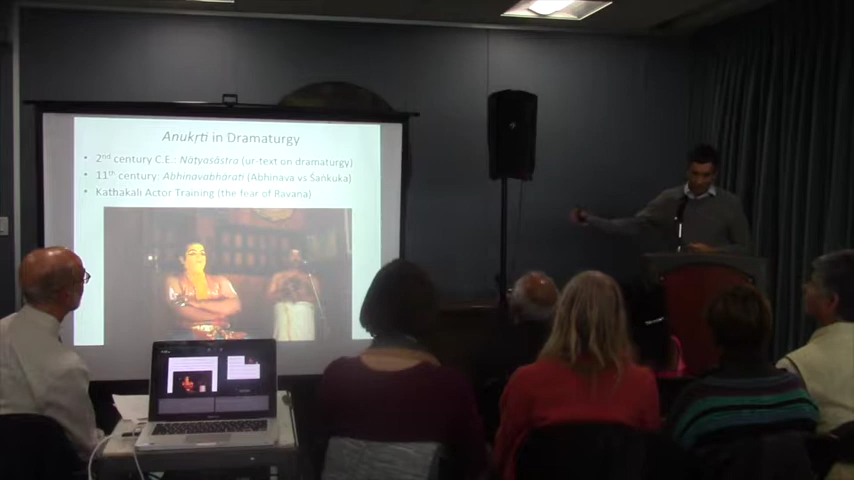 Anukṛti in Dramaturgy
• 2nd century C.E.: Nāṭyaśāstra (ur-text on dramaturgy)
• 11th century: Abhinavabhāratī (Abhinava vs Śaṅkuka)
• Kathakali Actor Training (the fear of Ravana)